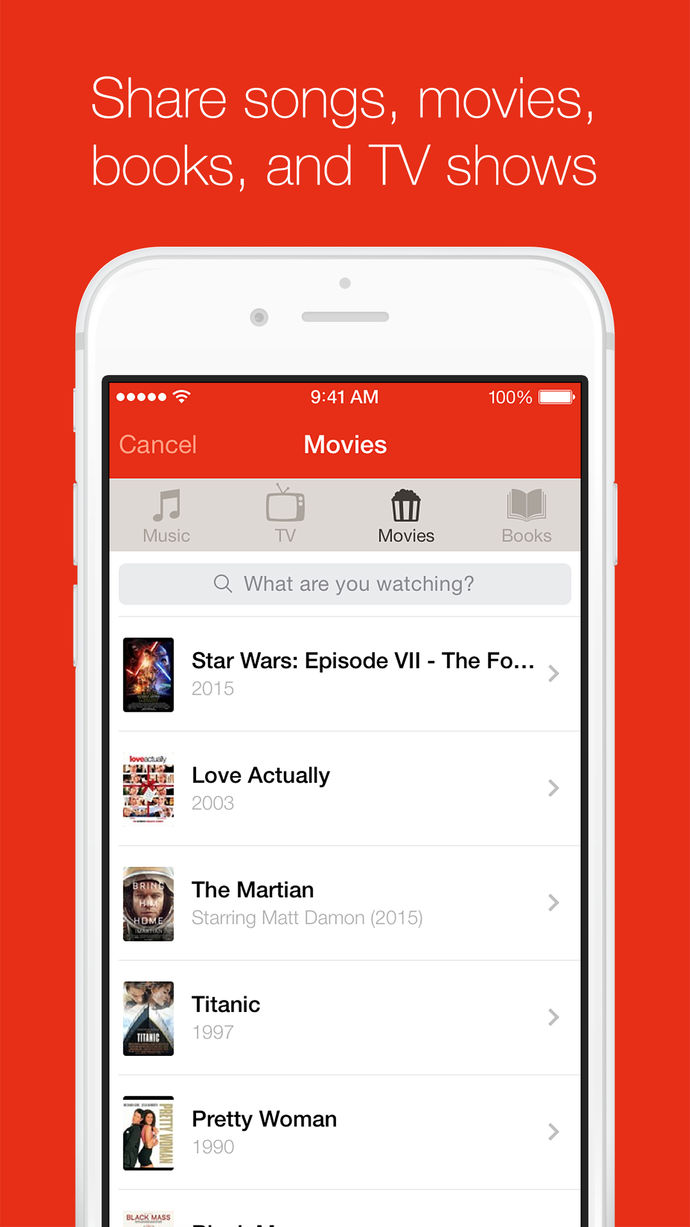 Share songs, movies,
books, and TV shows
9:41 AM
100%
Cancel
Movies
Music
TV
Movies
Books
What are you watching?
Star Wars: Episode VII - The Fo...
2015
loveactually
Love Actually
2003
BRING
HIM
HOME
MARTIAN
The Martian
Starring Matt Damon (2015)
TITANIC
Titanic
1997
PRETTY WOMAN
Pretty Woman
1990
BLACK MASS